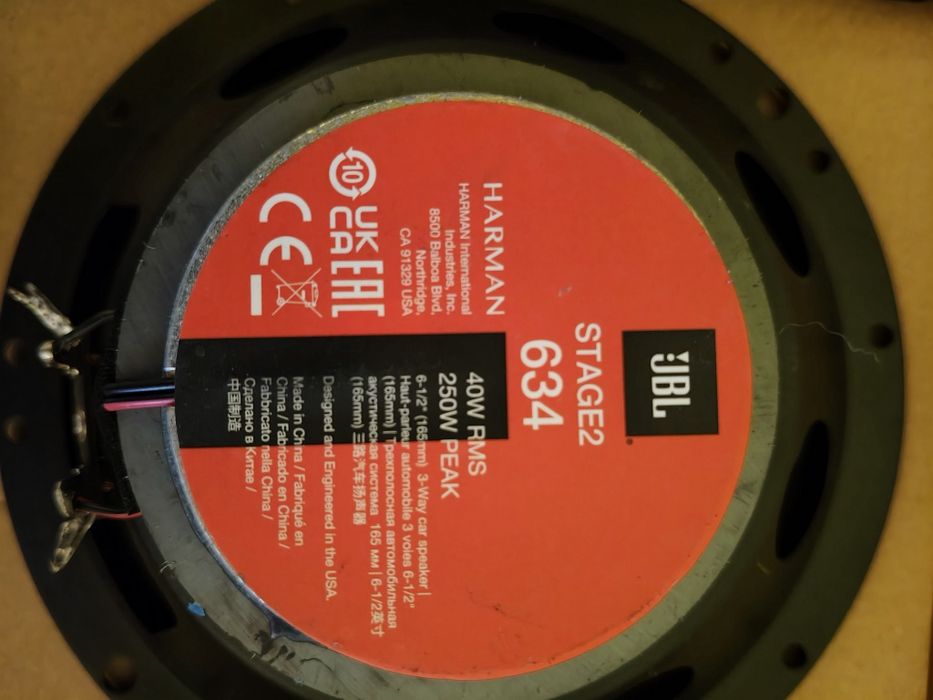 JBL
STAGE2
634
HARMAN
HARMAN International
Industries, Inc.
8500 Balboa Blvd,
Northridge,
CA 91329 USA
10
UK
CA
EAC
CE
40W RMS
250W PEAK
6-1/2" (165mm) 3-Way car speaker |
Haut-parleur automobile 3 voies 6-1/2"
(165mm) | Трехполосная автомобильная
акустическая система 165 мм | 6-1/2英寸
(165mm) 三路汽车扬声器
Designed and Engineered in the USA.
Made in China / Fabriqué en
China / Fabricado en China /
Fabbricato nella China /
Сделано в Китае /
中国制造